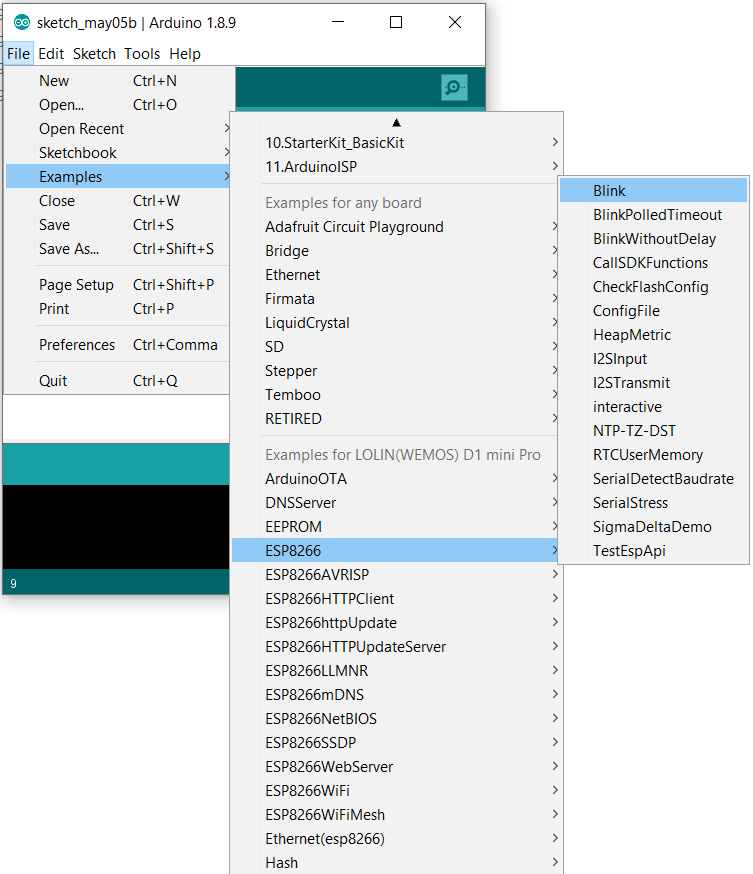 sketch_may05b | Arduino 1.8.9
File Edit Sketch Tools Help
New Ctrl+N
Open... Ctrl+O
Open Recent
Sketchbook
Examples
Close Ctrl+W
Save Ctrl+S
Save As... Ctrl+Shift+S
Page Setup Ctrl+Shift+P
Print Ctrl+P
Preferences Ctrl+Comma
Quit Ctrl+Q
9
10.StarterKit_BasicKit
11.ArduinoISP
Examples for any board
Adafruit Circuit Playground
Bridge
Ethernet
Firmata
LiquidCrystal
SD
Stepper
Temboo
RETIRED
Examples for LOLIN(WEMOS) D1 mini Pro
ArduinoOTA
DNSServer
EEPROM
ESP8266
ESP8266AVRISP
ESP8266HTTPClient
ESP8266httpUpdate
ESP8266HTTPUpdateServer
ESP8266LLMNR
ESP8266mDNS
ESP8266NetBIOS
ESP8266SSDP
ESP8266WebServer
ESP8266WiFi
ESP8266WiFiMesh
Ethernet(esp8266)
Hash
Blink
BlinkPolledTimeout
BlinkWithoutDelay
CallSDKFunctions
CheckFlashConfig
ConfigFile
HeapMetric
I2SInput
I2STransmit
interactive
NTP-TZ-DST
RTCUserMemory
SerialDetectBaudrate
SerialStress
SigmaDeltaDemo
TestEspApi